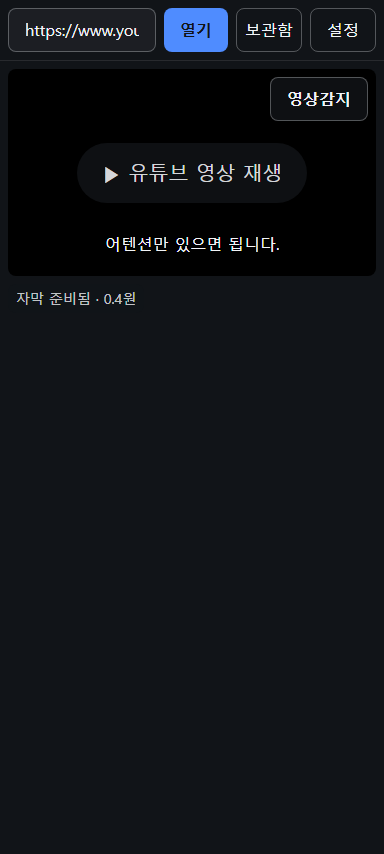 https://www.you
열기
보관함
설정
영상감지
▶ 유튜브 영상 재생
어텐션만 있으면 됩니다.
자막 준비됨 · 0.4원